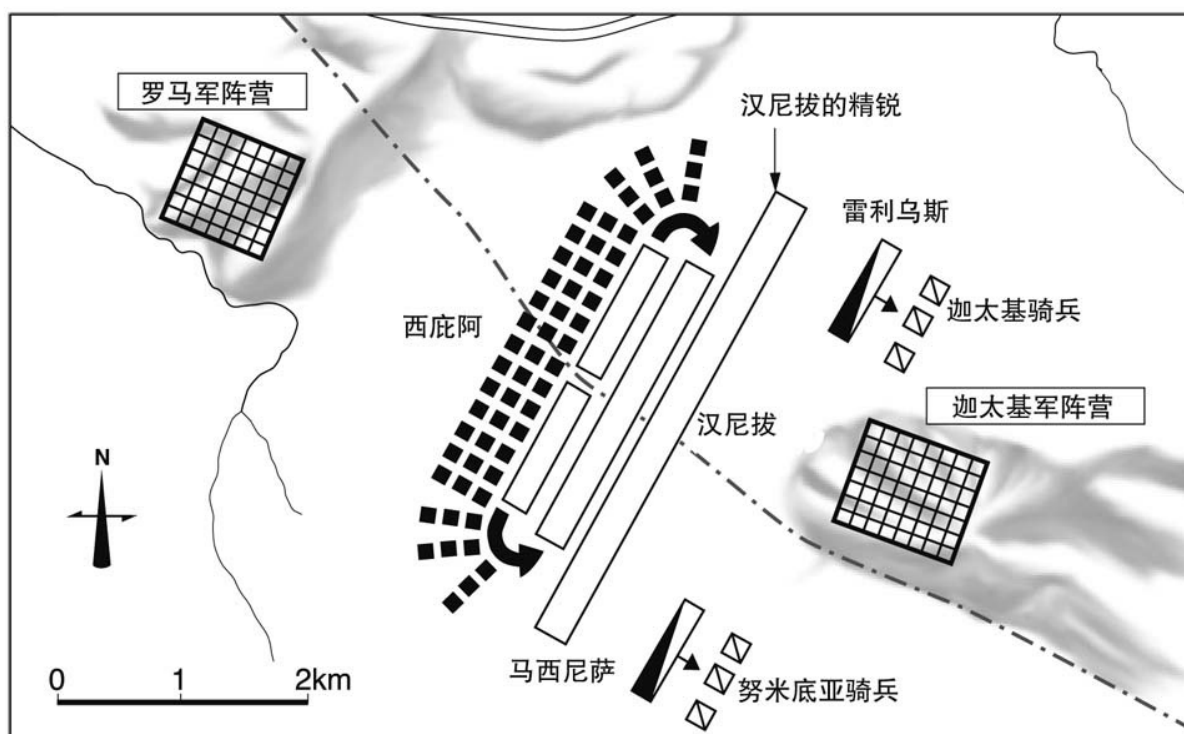 罗马军阵营
汉尼拔的精锐
雷利乌斯
迦太基骑兵
西庇阿
迦太基军阵营
汉尼拔
N
马西尼萨
努米底亚骑兵
0 1 2km